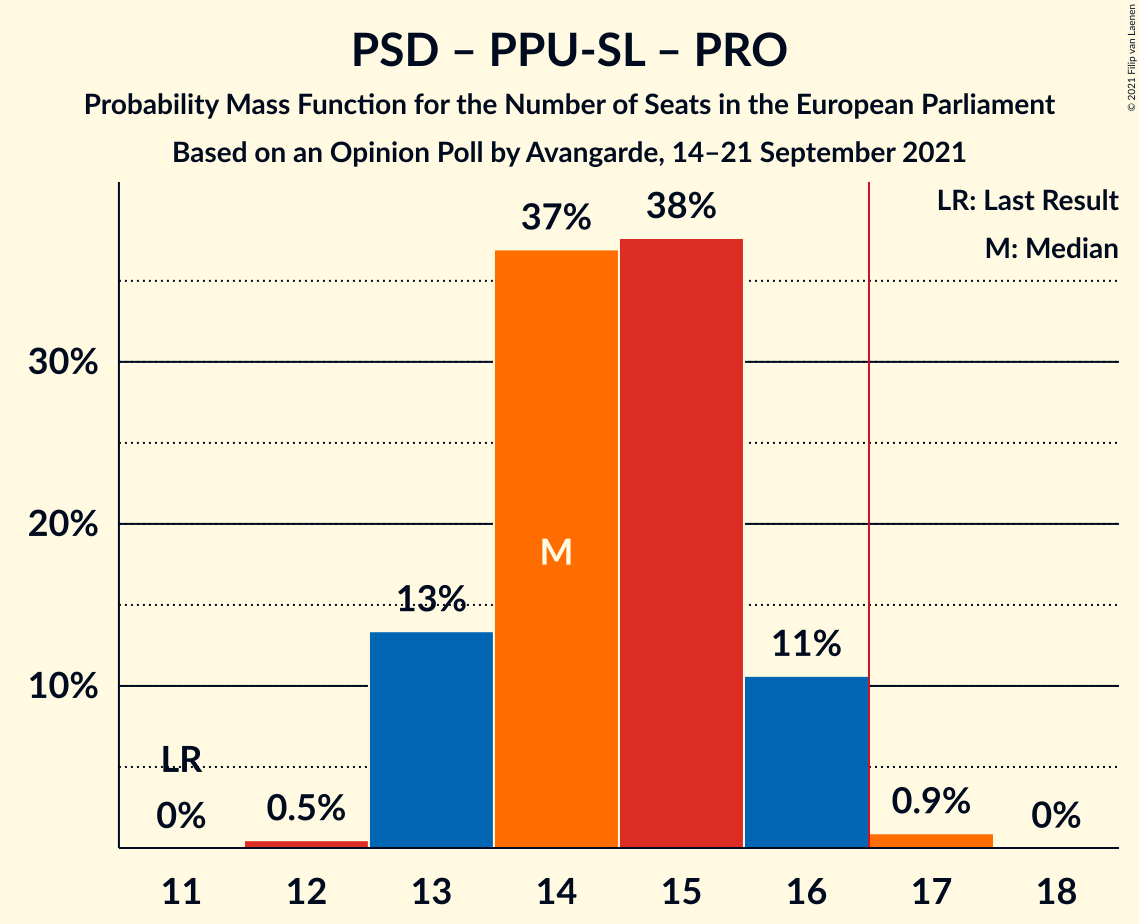 PSD – PPU-SL – PRO
Probability Mass Function for the Number of Seats in the European Parliament
Based on an Opinion Poll by Avangarde, 14–21 September 2021
© 2021 Filip van Laenen
LR: Last Result
M: Median
37%
38%
30%
20%
10%
M
13%
11%
LR
0%
0.5%
0.9%
0%
11 12 13 14 15 16 17 18